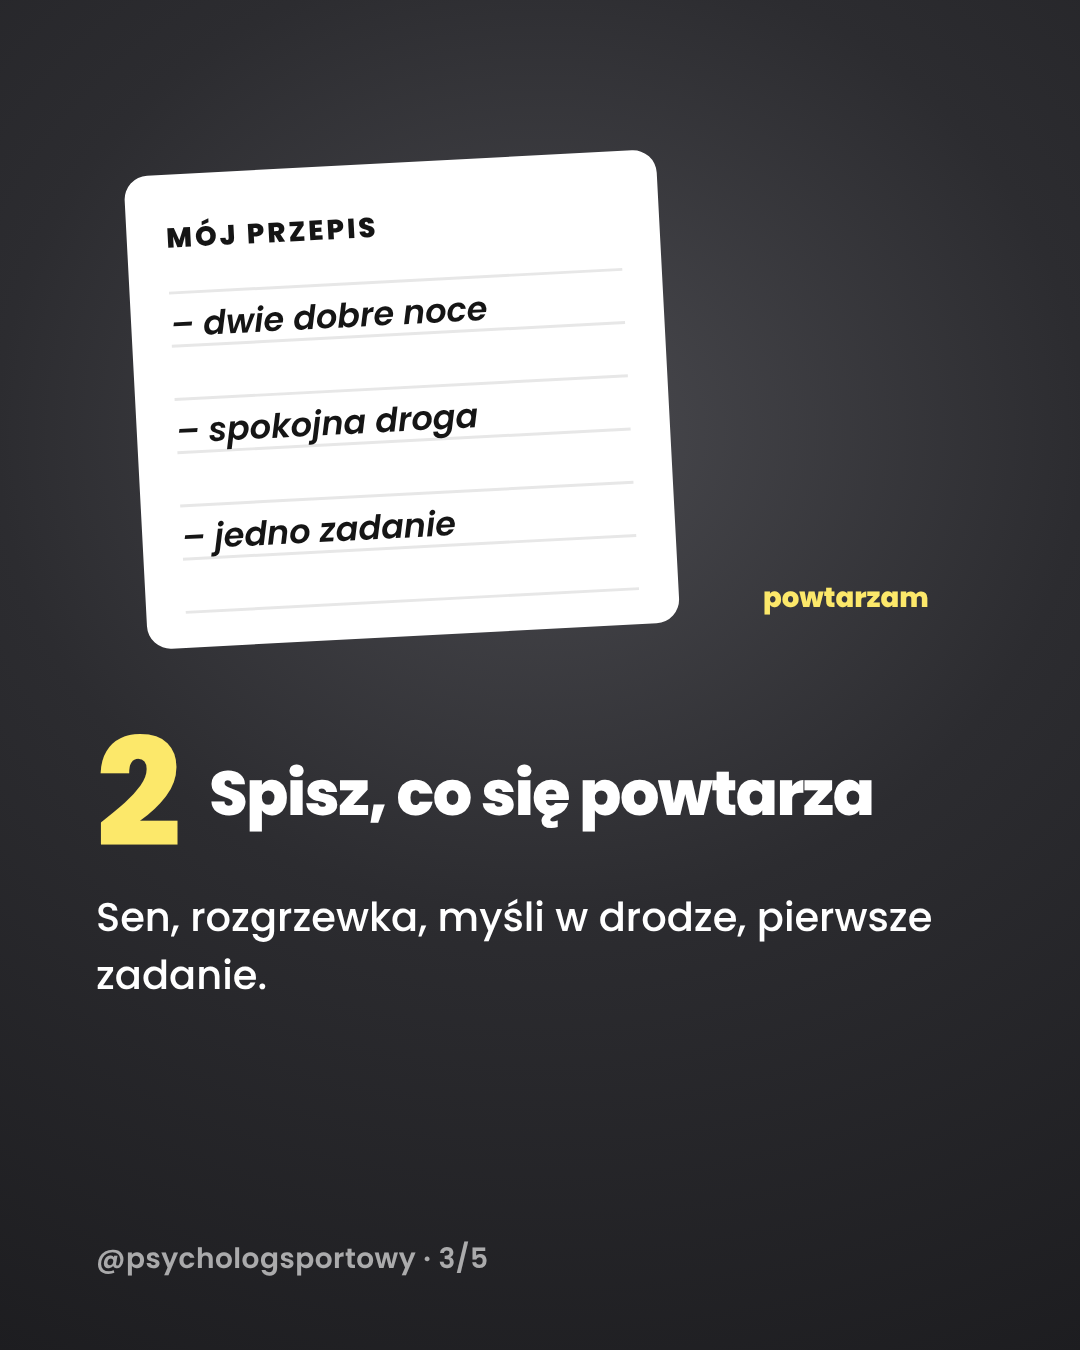 MÓJ PRZEPIS
– dwie dobre noce
– spokojna droga
– jedno zadanie
powtarzam
2 Spisz, co się powtarza
Sen, rozgrzewka, myśli w drodze, pierwsze
zadanie.
@psychologsportowy · 3/5